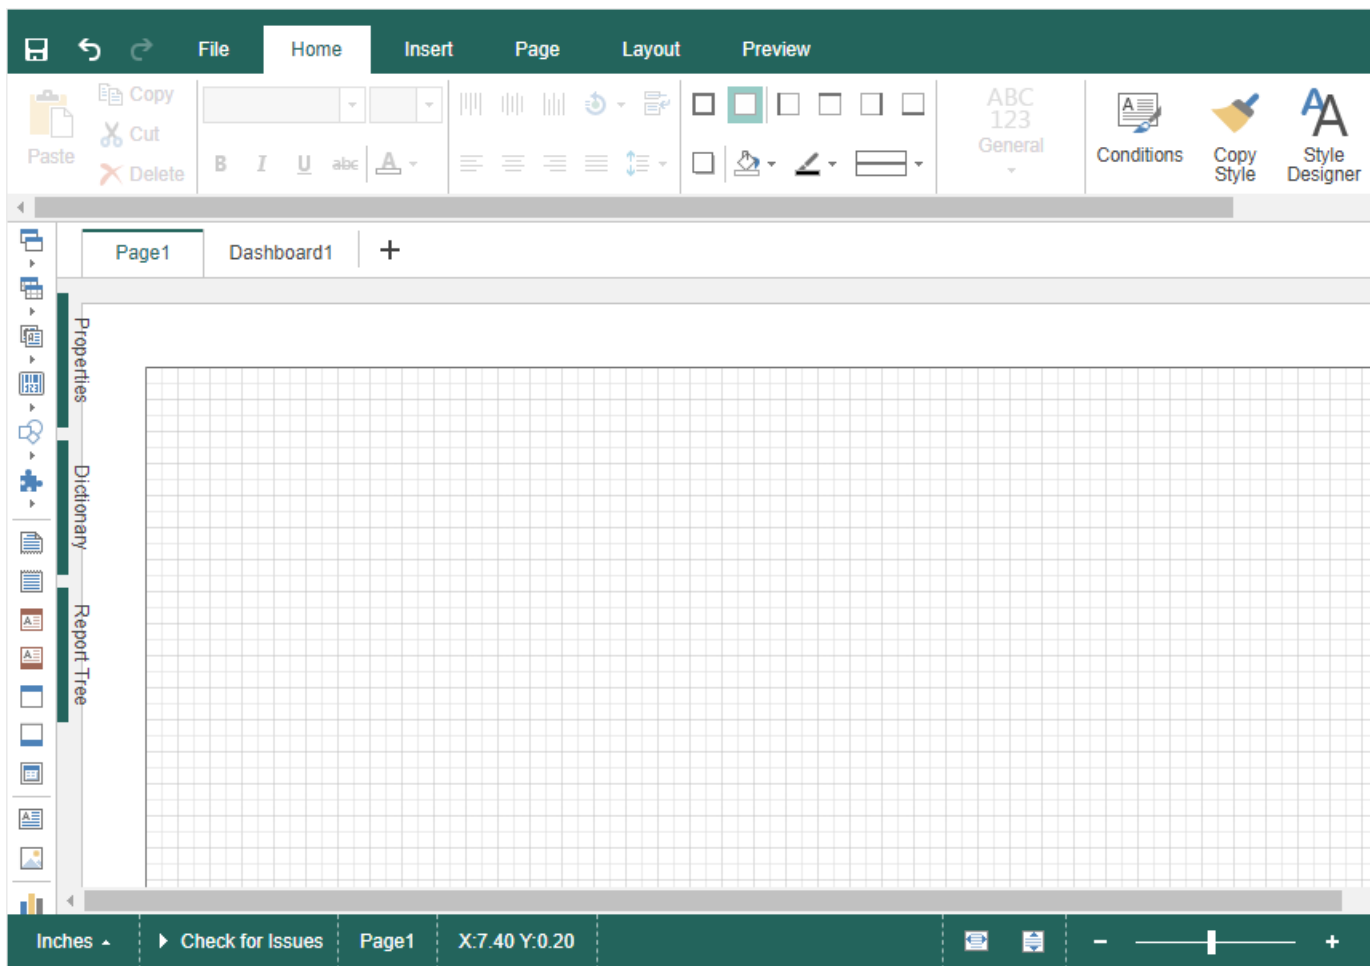 File Home Insert Page Layout Preview
Paste
Copy
Cut
Delete
B I U abc A
ABC
123
General
Conditions
Copy
Style
Style
Designer
Page1 Dashboard1 +
Properties
Dictionary
Report Tree
Inches Check for Issues Page1 X:7.40 Y:0.20 - +